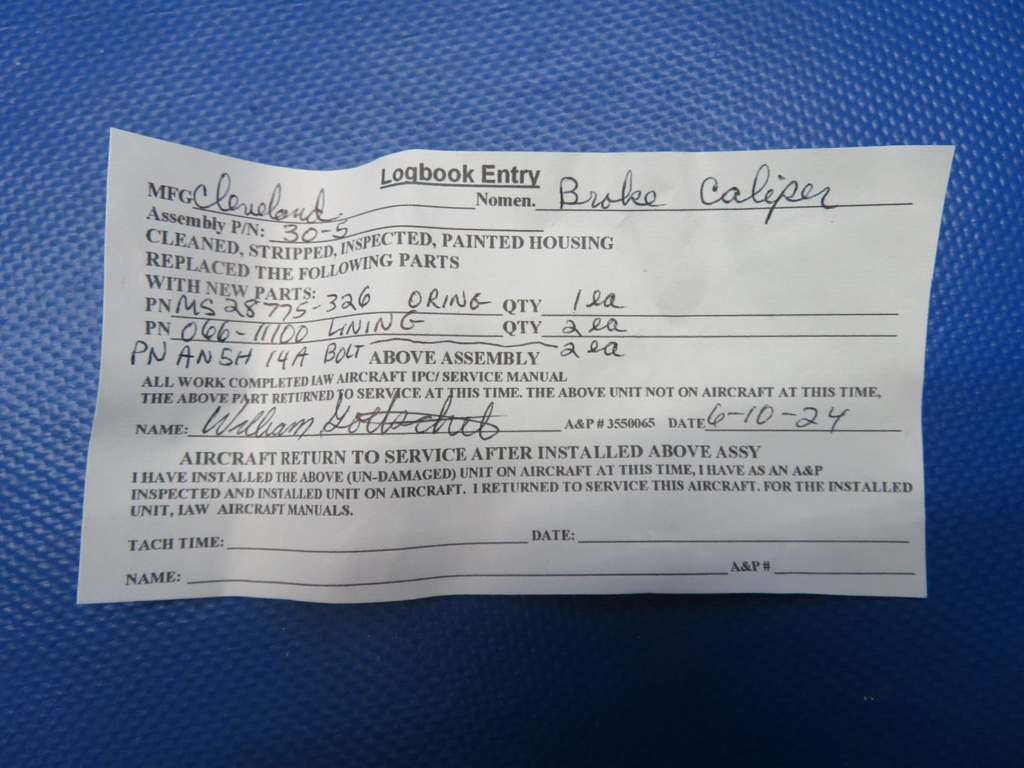 Logbook Entry
MFG Cleveland Nomen. Broke Caliper
Assembly P/N: 30-5
CLEANED, STRIPPED, INSPECTED, PAINTED HOUSING
REPLACED THE FOLLOWING PARTS
WITH NEW PARTS:
PN MS 28775-326 ORING QTY 1 ea
PN 066-11100 LINING QTY 2 ea
PN AN5H 14A BOLT ABOVE ASSEMBLY 2 ea
ALL WORK COMPLETED IAW AIRCRAFT IPC/ SERVICE MANUAL
THE ABOVE PART RETURNED TO SERVICE AT THIS TIME. THE ABOVE UNIT NOT ON AIRCRAFT AT THIS TIME,
NAME: William A&P # 3550065 DATE 6-10-24
AIRCRAFT RETURN TO SERVICE AFTER INSTALLED ABOVE ASSY
I HAVE INSTALLED THE ABOVE (UN-DAMAGED) UNIT ON AIRCRAFT AT THIS TIME, I HAVE AS AN A&P
INSPECTED AND INSTALLED UNIT ON AIRCRAFT. I RETURNED TO SERVICE THIS AIRCRAFT. FOR THE INSTALLED
UNIT, IAW AIRCRAFT MANUALS.
TACH TIME: DATE:
NAME: A&P #